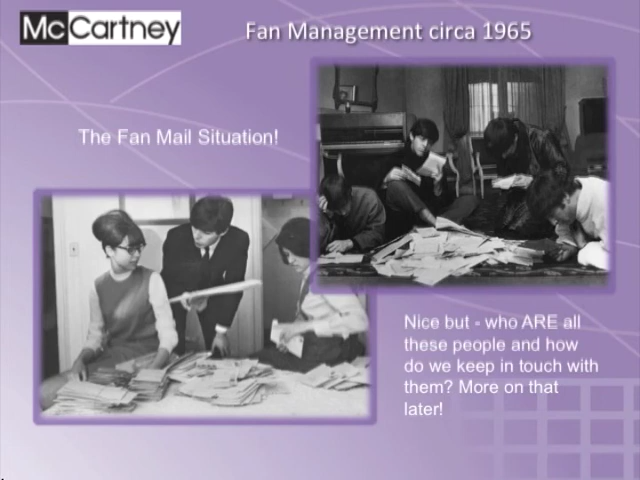 McCartney
Fan Management circa 1965
The Fan Mail Situation!
Nice but - who ARE all
these people and how
do we keep in touch with
them? More on that
later!